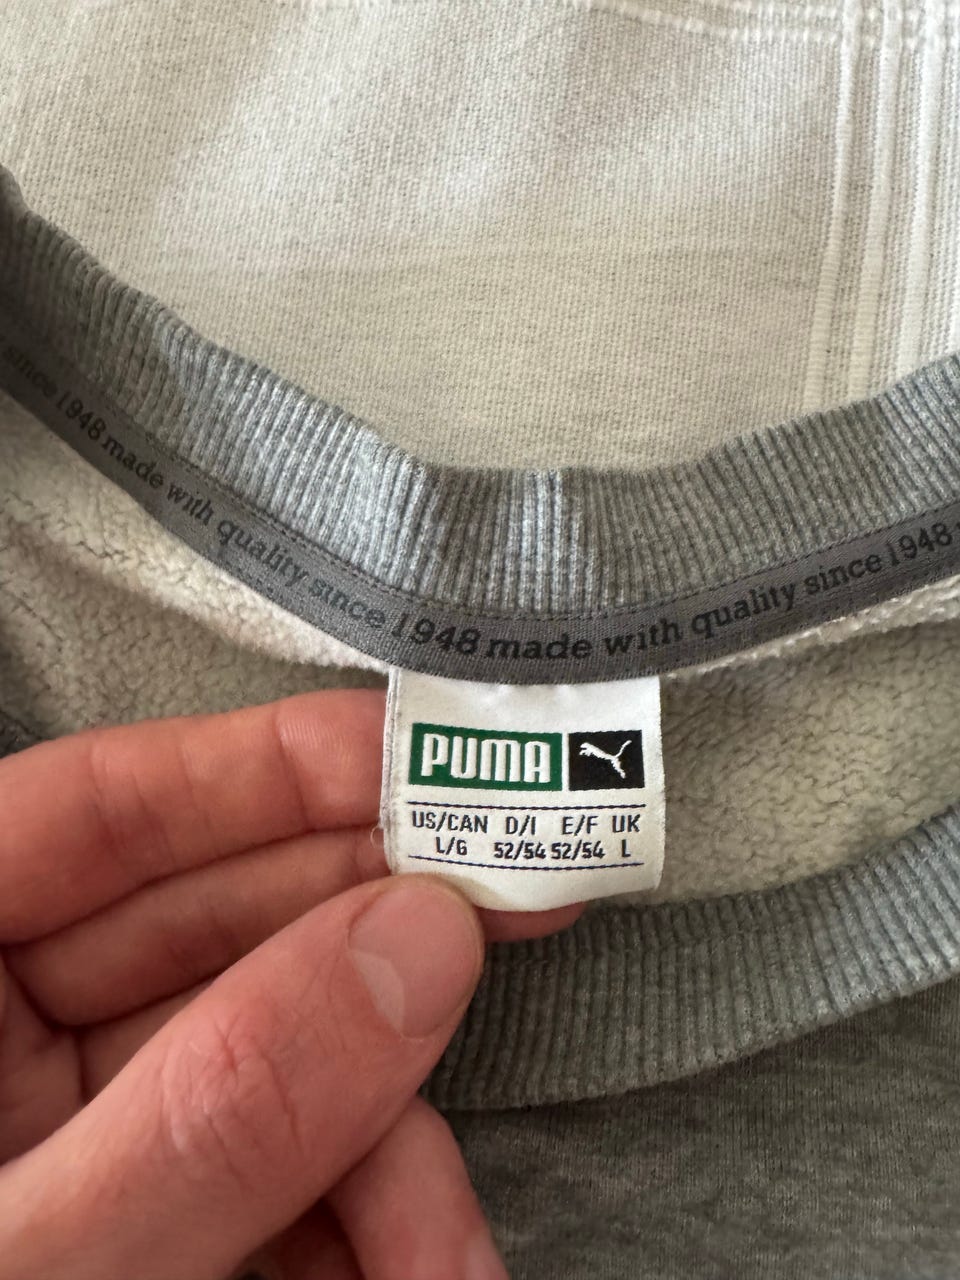 since 1948 made with quality since 1948 made with quality since 1948
PUMA
US/CAN D/I E/F UK
L/G 52/54 52/54 L